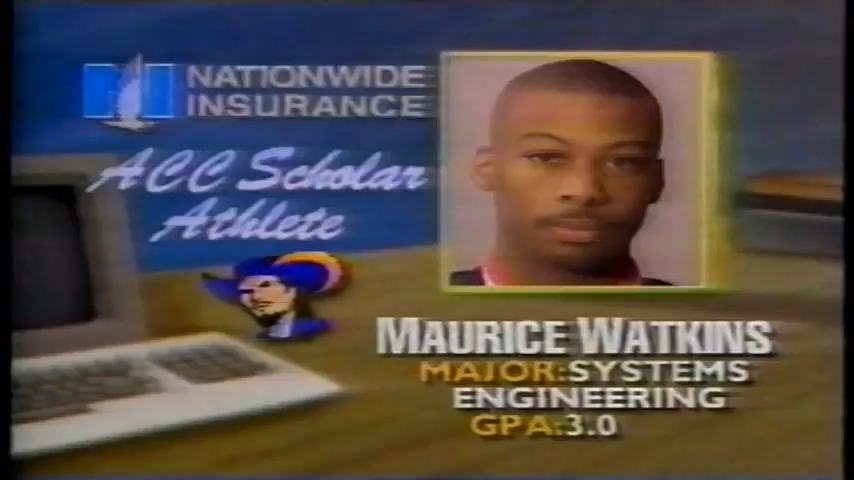 NATIONWIDE
INSURANCE
ACC Scholar
Athlete
MAURICE WATKINS
MAJOR:SYSTEMS
ENGINEERING
GPA:3.0